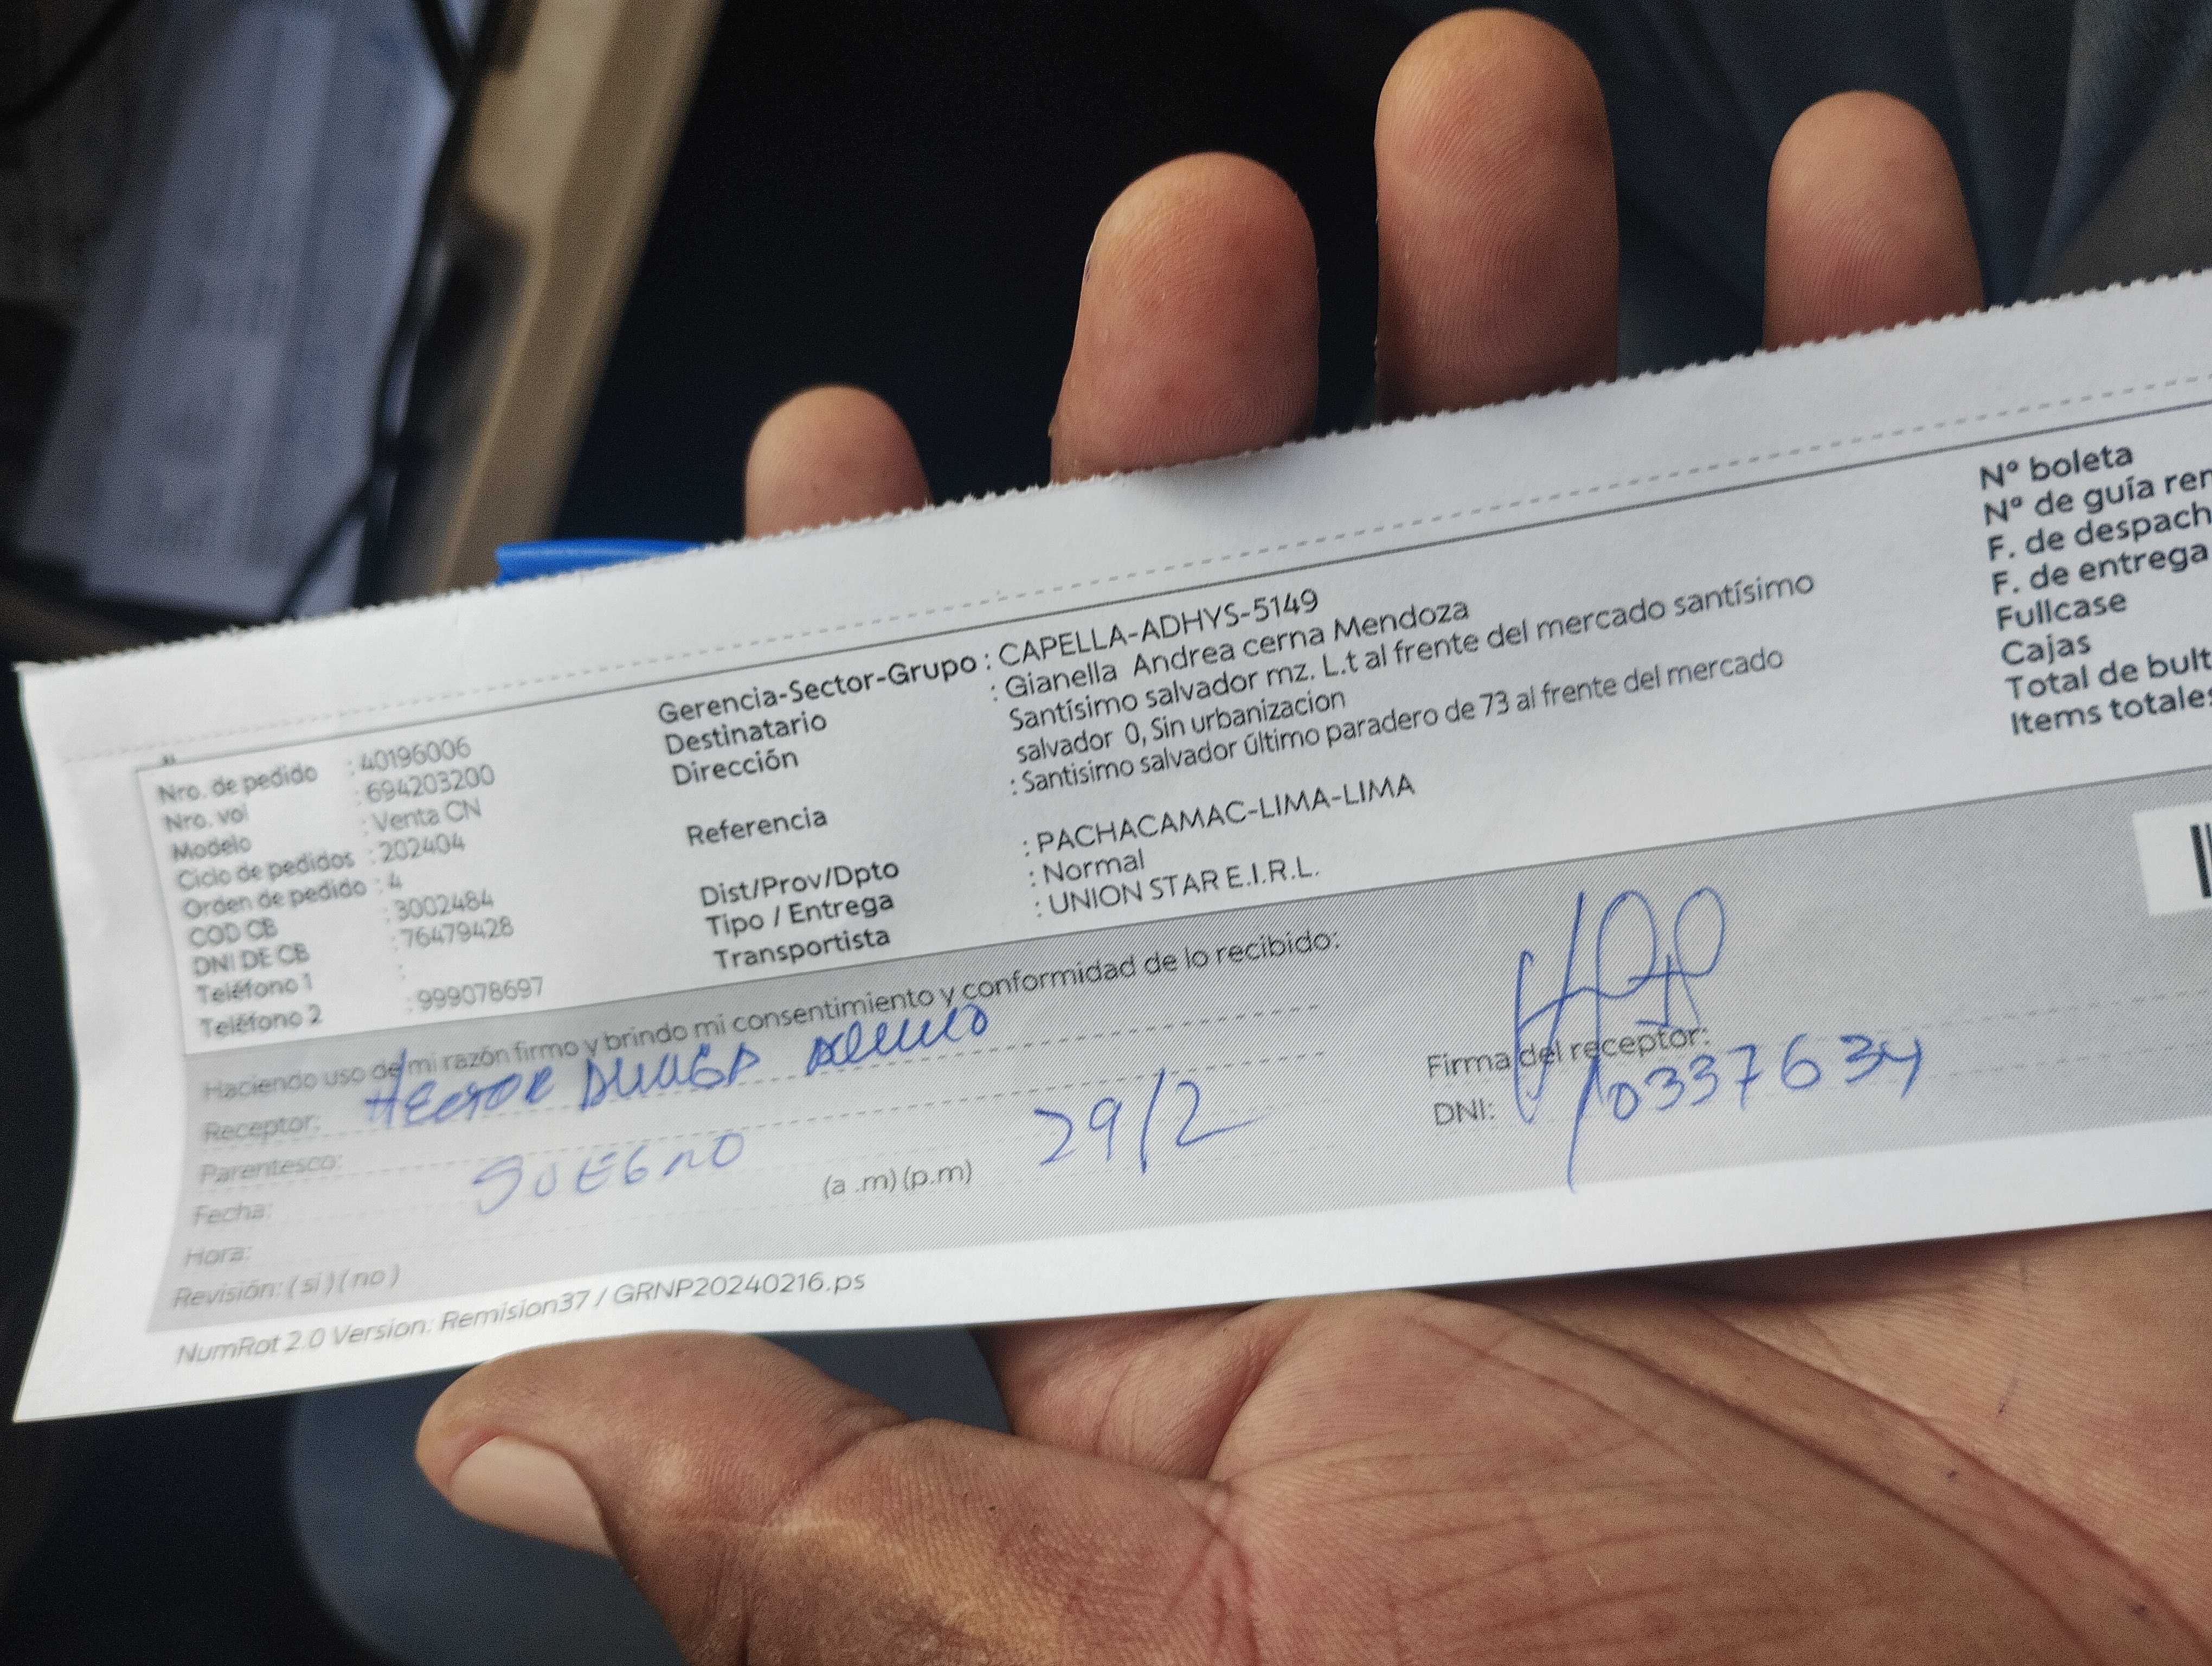 Nro. de pedido : 40196006
Nro. vol : 694203200
Modelo : Venta CN
Ciclo de pedidos : 202404
Orden de pedido : 4
COD CB : 3002484
DNI DE CB : 76479428
Teléfono 1 :
Teléfono 2 : 999078697
Gerencia-Sector-Grupo : CAPELLA-ADHYS-5149
Destinatario : Gianella Andrea cerna Mendoza
Dirección Santísimo salvador mz. L.t al frente del mercado santísimo
salvador 0, Sin urbanizacion
Referencia : Santisimo salvador último paradero de 73 al frente del mercado
Dist/Prov/Dpto : PACHACAMAC-LIMA-LIMA
Tipo / Entrega : Normal
Transportista : UNION STAR E.I.R.L.
Nº boleta
Nº de guía rem
F. de despach
F. de entrega
Fullcase
Cajas
Total de bult
Items totales
Haciendo uso de mi razón firmo y brindo mi consentimiento y conformidad de lo recibido:
Receptor: HECTOR
Parentesco: SUEGRO
Fecha: 29/2
Hora: (a .m) (p.m)
Revisión: ( si ) ( no )
Firma del receptor:
DNI: 10337634
NumRot 2.0 Version: Remision37 / GRNP20240216.ps